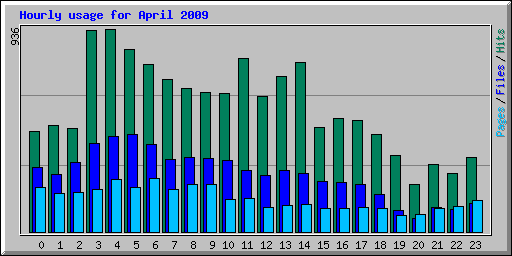 Hourly usage for April 2009
936
Pages / Files / Hits
0 1 2 3 4 5 6 7 8 9 10 11 12 13 14 15 16 17 18 19 20 21 22 23